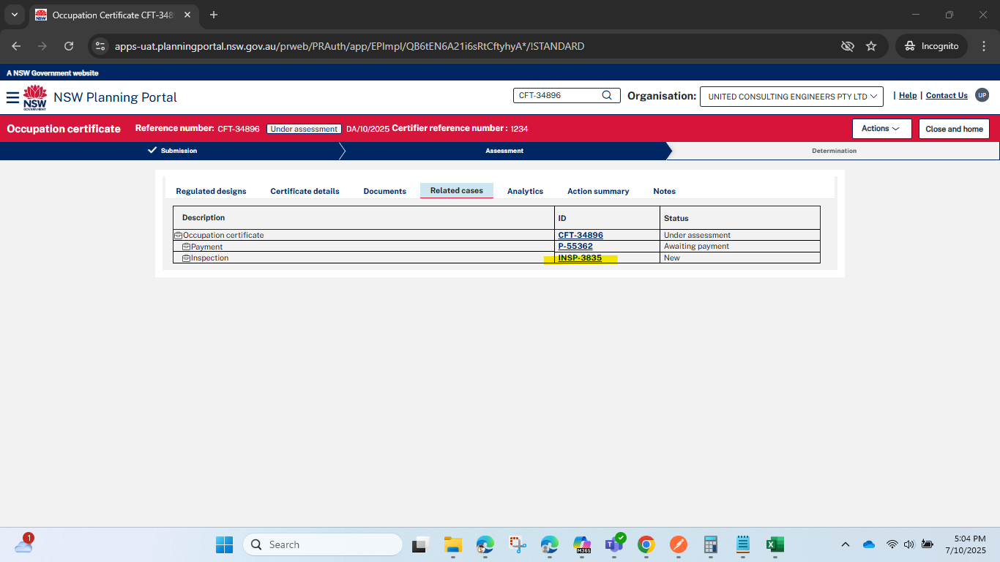 Occupation Certificate CFT-348
apps-uat.planningportal.nsw.gov.au/prweb/PRAuth/app/EPImpl/QB6tEN6A21i6sRtCftyhyA*/!STANDARD
Incognito
A NSW Government website
NSW
GOVERNMENT
NSW Planning Portal
CFT-34896
Organisation:
UNITED CONSULTING ENGINEERS PTY LTD
| Help | Contact Us
UP
Occupation certificate
Reference number: CFT-34896 Under assessment DA/10/2025 Certifier reference number : 1234
Actions
Close and home
Submission
Assessment
Determination
Regulated designs
Certificate details
Documents
Related cases
Analytics
Action summary
Notes
Description ID Status
Occupation certificate CFT-34896 Under assessment
Payment P-55362 Awaiting payment
Inspection INSP-3835 New
1
Search
M365
5:04 PM
7/10/2025